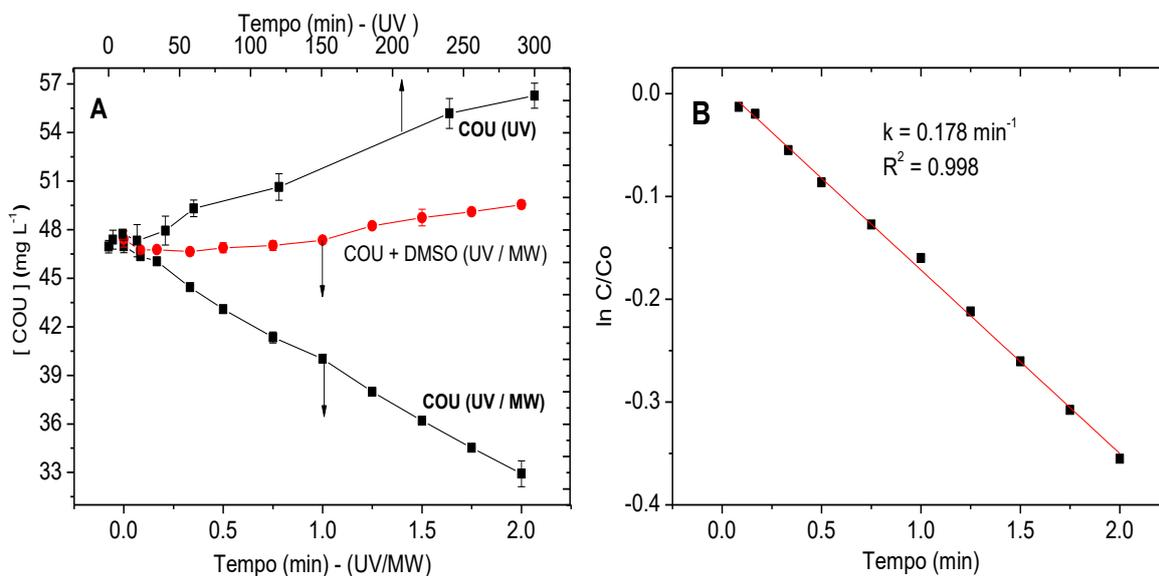 Tempo (min) - (UV )
0 50 100 150 200 250 300
57
54
51
48
45
42
39
36
33
[ COU ] (mg L⁻¹)
A
COU (UV)
COU + DMSO (UV / MW)
COU (UV / MW)
0.0 0.5 1.0 1.5 2.0
Tempo (min) - (UV/MW)
B
k = 0.178 min⁻¹
R² = 0.998
0.0
-0.1
-0.2
-0.3
-0.4
ln C/Co
0.0 0.5 1.0 1.5 2.0
Tempo (min)